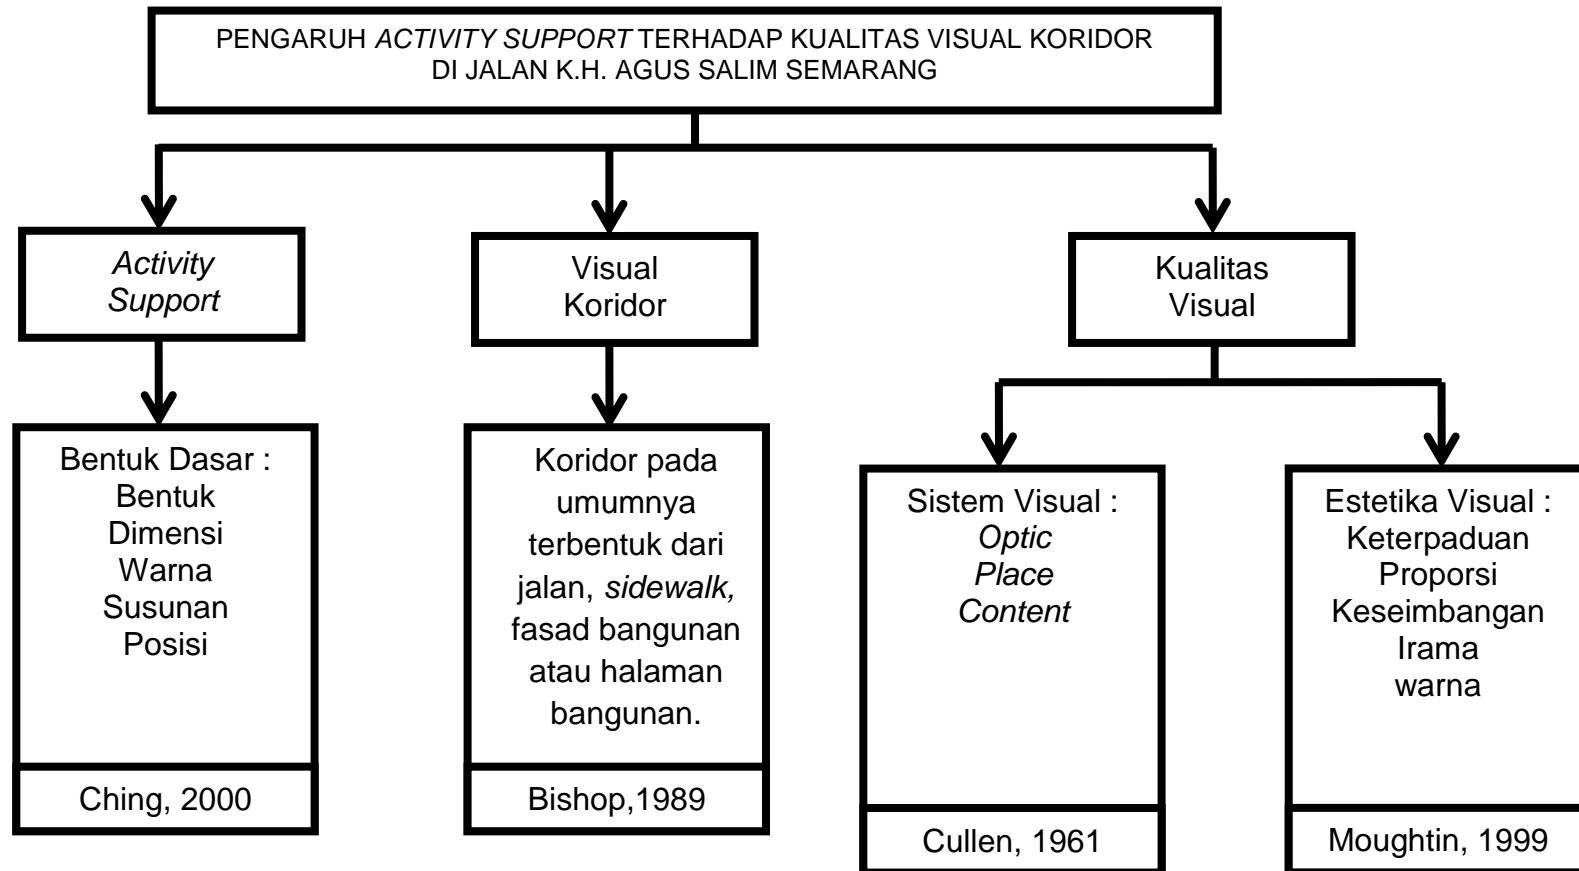 PENGARUH ACTIVITY SUPPORT TERHADAP KUALITAS VISUAL KORIDOR
DI JALAN K.H. AGUS SALIM SEMARANG
Activity
Support
Visual
Koridor
Kualitas
Visual
Bentuk Dasar :
Bentuk
Dimensi
Warna
Susunan
Posisi
Ching, 2000
Koridor pada
umumnya
terbentuk dari
jalan, sidewalk,
fasad bangunan
atau halaman
bangunan.
Bishop,1989
Sistem Visual :
Optic
Place
Content
Cullen, 1961
Estetika Visual :
Keterpaduan
Proporsi
Keseimbangan
Irama
warna
Moughtin, 1999